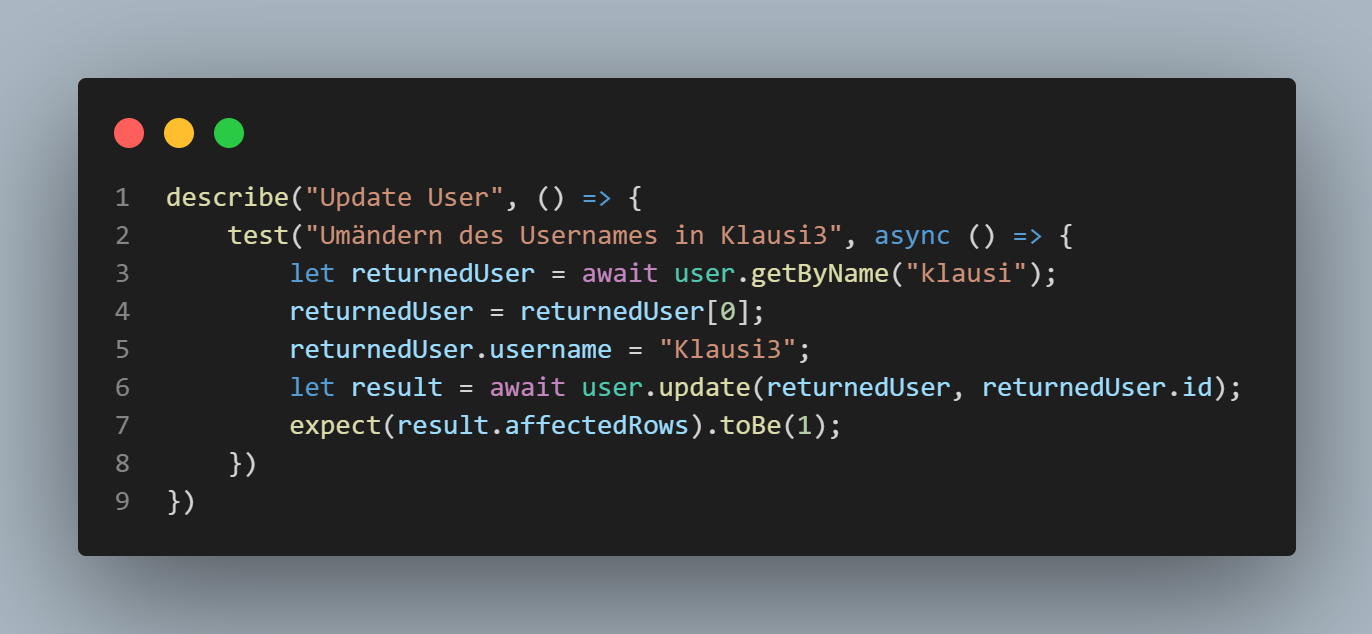 1 describe("Update User", () => {
2     test("Umändern des Usernames in Klausi3", async () => {
3         let returnedUser = await user.getByName("klausi");
4         returnedUser = returnedUser[0];
5         returnedUser.username = "Klausi3";
6         let result = await user.update(returnedUser, returnedUser.id);
7         expect(result.affectedRows).toBe(1);
8     })
9 })